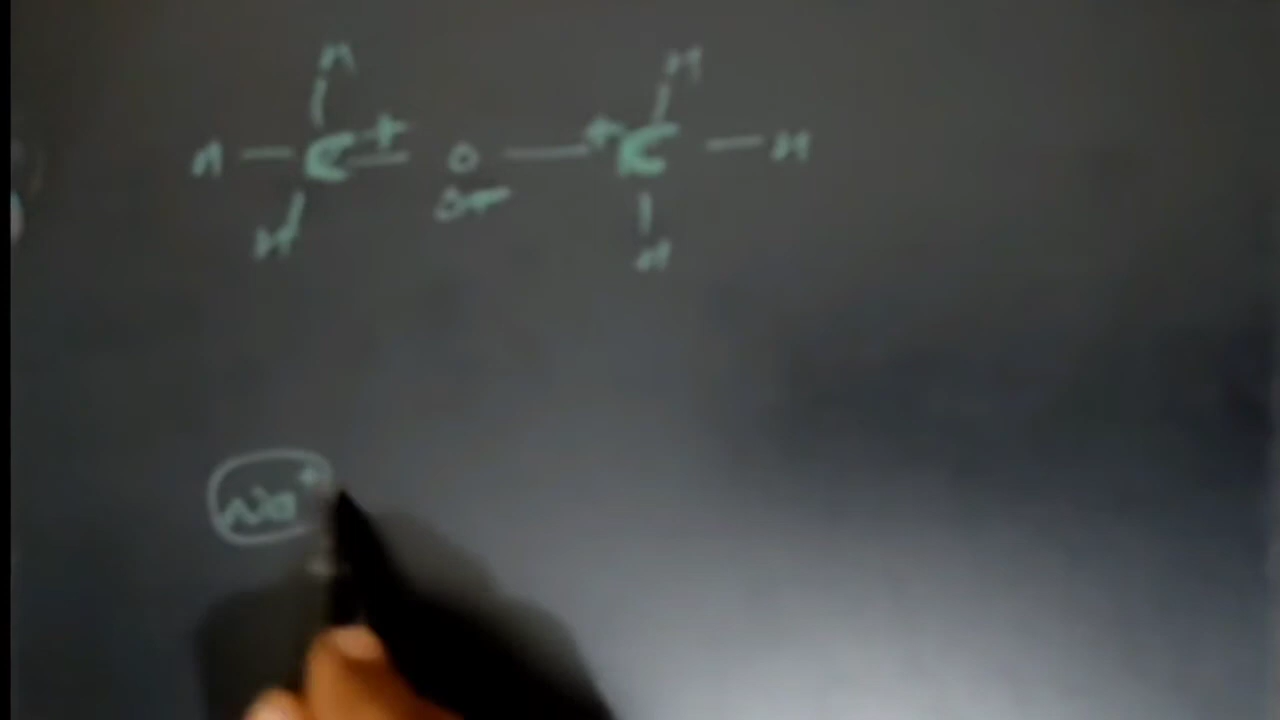 H H
H — C + — O — + C — H
δ-
H H
Na+